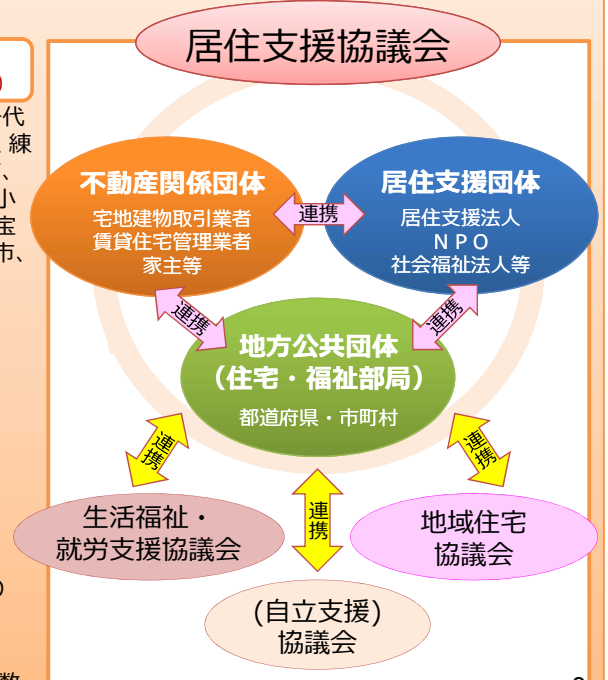 居住支援協議会
代
練
、
小
宝
市、
不動産関係団体
宅地建物取引業者
賃貸住宅管理業者
家主等
連携
居住支援団体
居住支援法人
ＮＰＯ
社会福祉法人等
連携
連携
地方公共団体
（住宅・福祉部局）
都道府県・市町村
連携
連携
連携
生活福祉・
就労支援協議会
地域住宅
協議会
(自立支援)
協議会